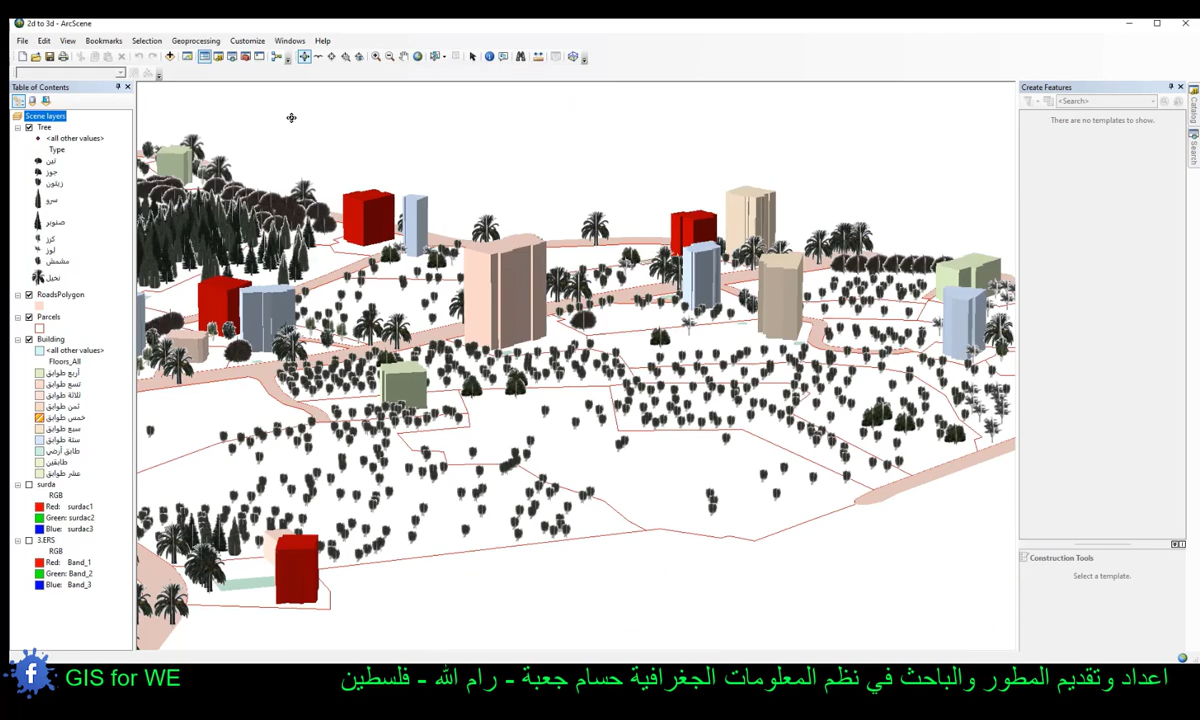 2d to 3d - ArcScene
File Edit View Bookmarks Selection Geoprocessing Customize Windows Help
Table of Contents
Scene layers
Tree
<all other values>
Type
تين
جوز
زيتون
سرو
صنوبر
كرز
لوز
مشمش
نخيل
RoadsPolygon
Parcels
Building
<all other values>
Floors_All
أربع طوابق
تسع طوابق
ثلاثة طوابق
ثمن طوابق
خمس طوابق
سبع طوابق
ستة طوابق
طابق أرضي
طابقين
عشر طوابق
surda
RGB
Red: surdac1
Green: surdac2
Blue: surdac3
3.ERS
RGB
Red: Band_1
Green: Band_2
Blue: Band_3
Create Features
<Search>
There are no templates to show.
Construction Tools
Select a template.
Catalog
Search
GIS for WE
اعداد وتقديم المطور والباحث في نظم المعلومات الجغرافية حسام جعبة - رام الله - فلسطين